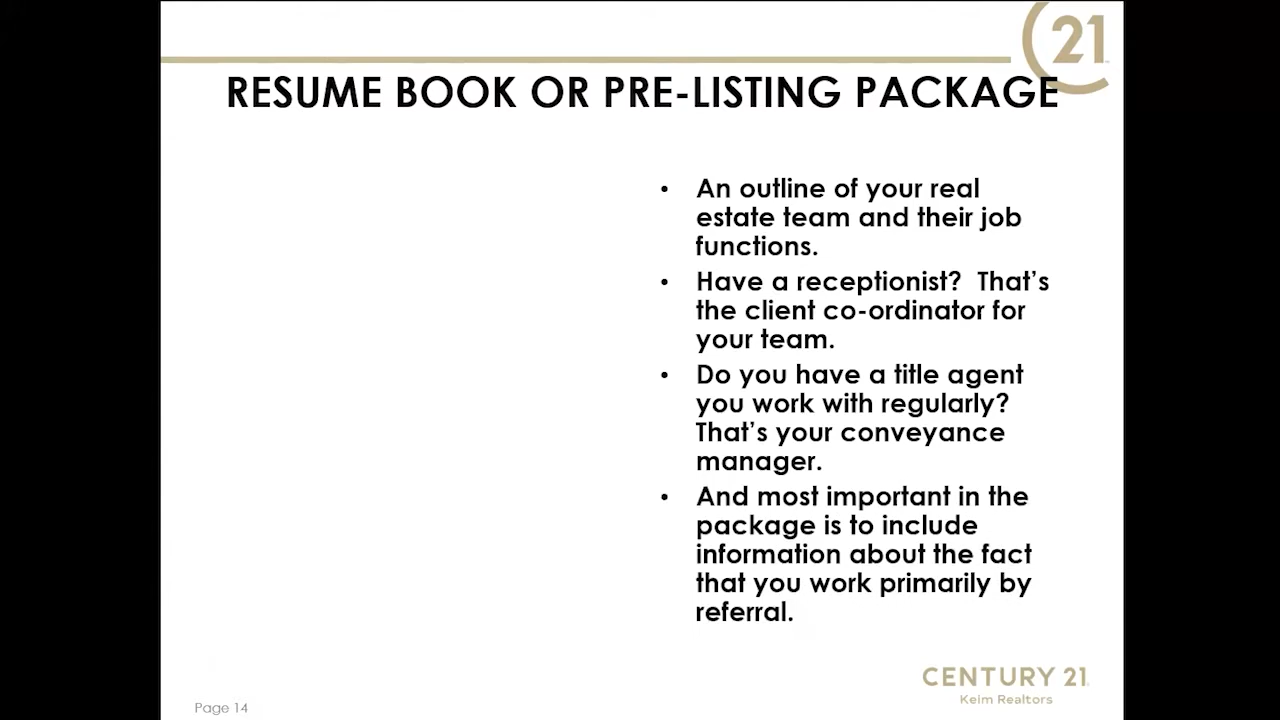 21
RESUME BOOK OR PRE-LISTING PACKAGE
• An outline of your real
estate team and their job
functions.
• Have a receptionist?  That’s
the client co-ordinator for
your team.
• Do you have a title agent
you work with regularly?
That’s your conveyance
manager.
• And most important in the
package is to include
information about the fact
that you work primarily by
referral.
CENTURY 21
Keim Realtors
Page 14